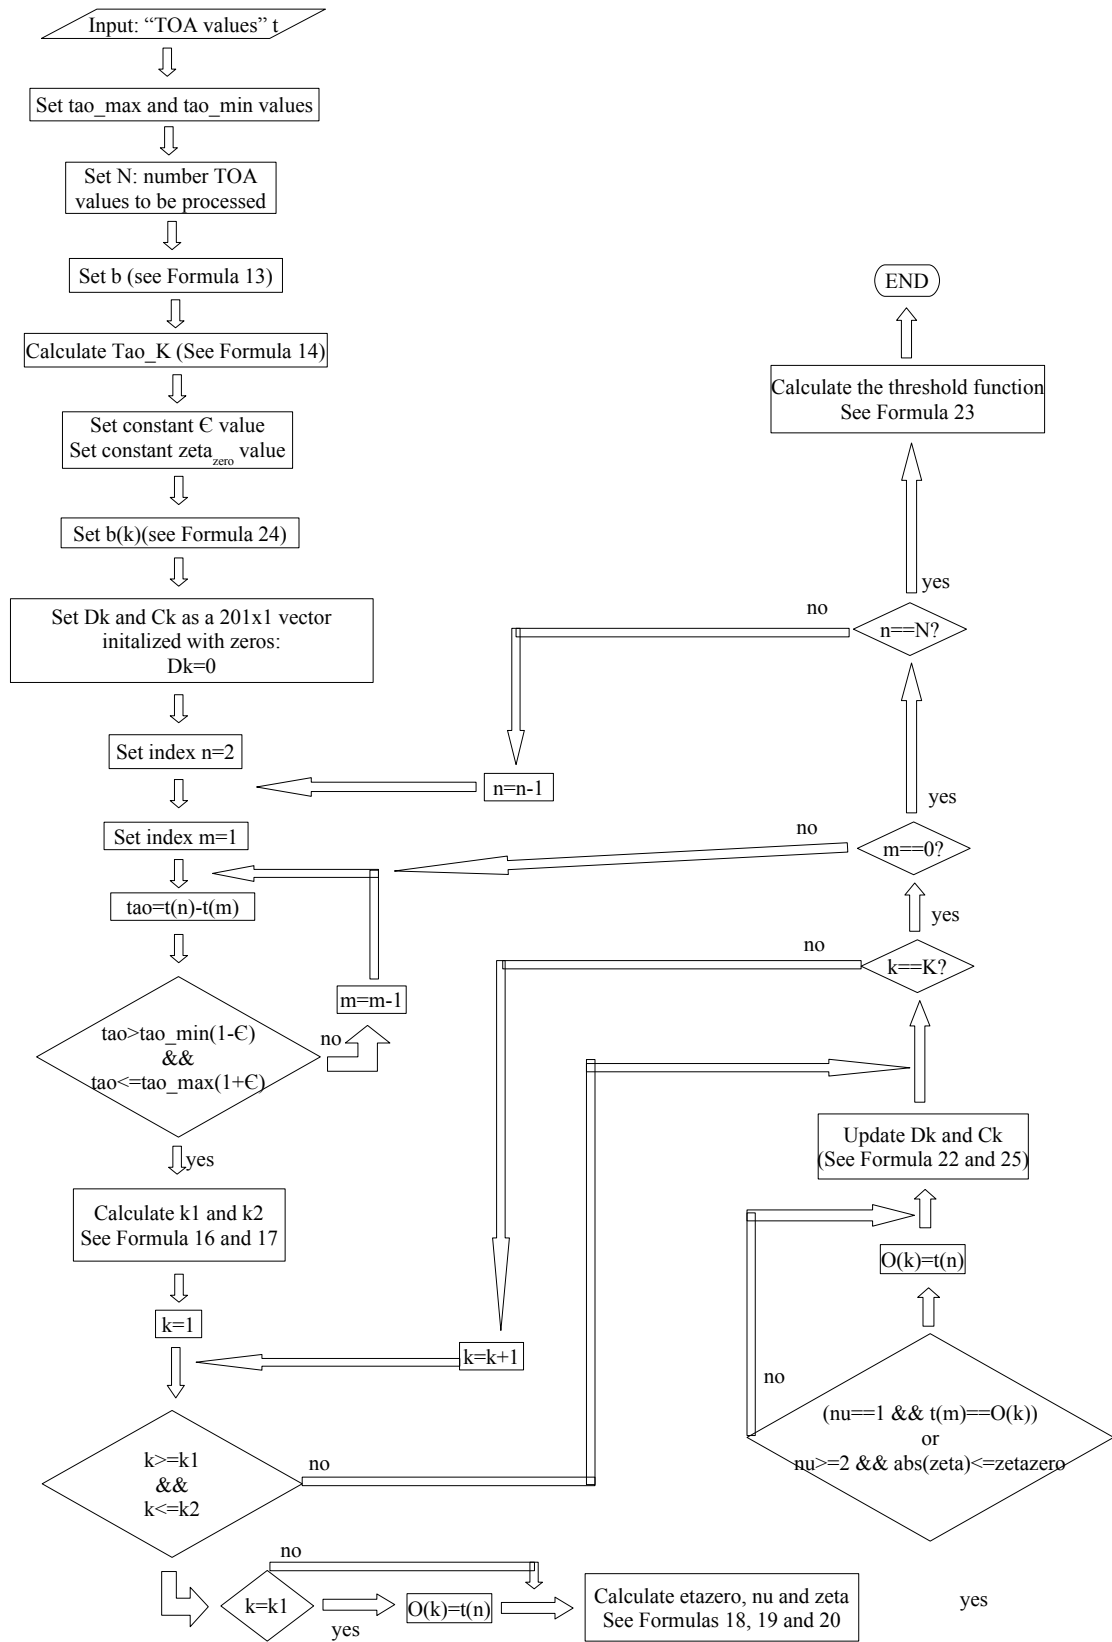 Input: “TOA values” t
Set tao_max and tao_min values
Set N: number TOA
values to be processed
Set b (see Formula 13)
Calculate Tao_K (See Formula 14)
Set constant Є value
Set constant zeta_zero value
Set b(k)(see Formula 24)
Set Dk and Ck as a 201x1 vector
initalized with zeros:
Dk=0
Set index n=2
Set index m=1
tao=t(n)-t(m)
tao>tao_min(1-Є)
&&
tao<=tao_max(1+Є)
no
m=m-1
yes
Calculate k1 and k2
See Formula 16 and 17
k=1
k>=k1
&&
k<=k2
no
k=k1
no
yes
O(k)=t(n)
Calculate etazero, nu and zeta
See Formulas 18, 19 and 20
yes
(nu==1 && t(m)==O(k))
or
nu>=2 && abs(zeta)<=zetazero
no
O(k)=t(n)
Update Dk and Ck
(See Formula 22 and 25)
k==K?
no
k=k+1
yes
m==0?
no
yes
n==N?
no
n=n-1
yes
Calculate the threshold function
See Formula 23
END